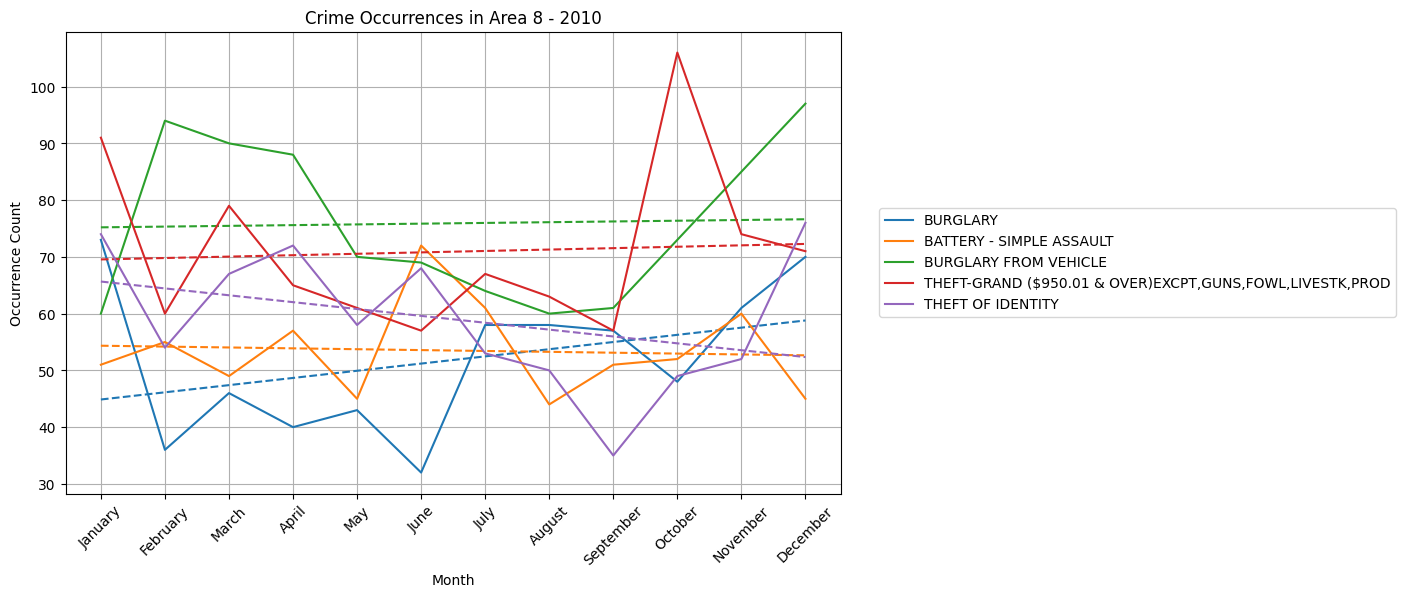 Crime Occurrences in Area 8 - 2010
Occurrence Count
100
90
80
70
60
50
40
30
January
February
March
April
May
June
July
August
September
October
November
December
Month
BURGLARY
BATTERY - SIMPLE ASSAULT
BURGLARY FROM VEHICLE
THEFT-GRAND ($950.01 & OVER)EXCPT,GUNS,FOWL,LIVESTK,PROD
THEFT OF IDENTITY